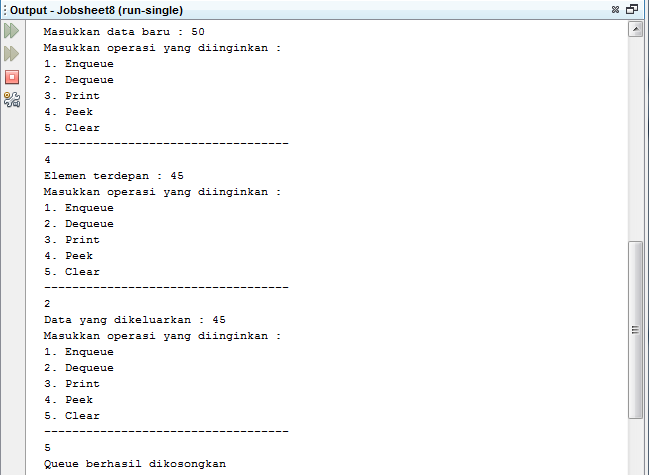 Output - Jobsheet8 (run-single)
Masukkan data baru : 50
Masukkan operasi yang diinginkan :
1. Enqueue
2. Dequeue
3. Print
4. Peek
5. Clear
-----------------------------------
4
Elemen terdepan : 45
Masukkan operasi yang diinginkan :
1. Enqueue
2. Dequeue
3. Print
4. Peek
5. Clear
-----------------------------------
2
Data yang dikeluarkan : 45
Masukkan operasi yang diinginkan :
1. Enqueue
2. Dequeue
3. Print
4. Peek
5. Clear
-----------------------------------
5
Queue berhasil dikosongkan